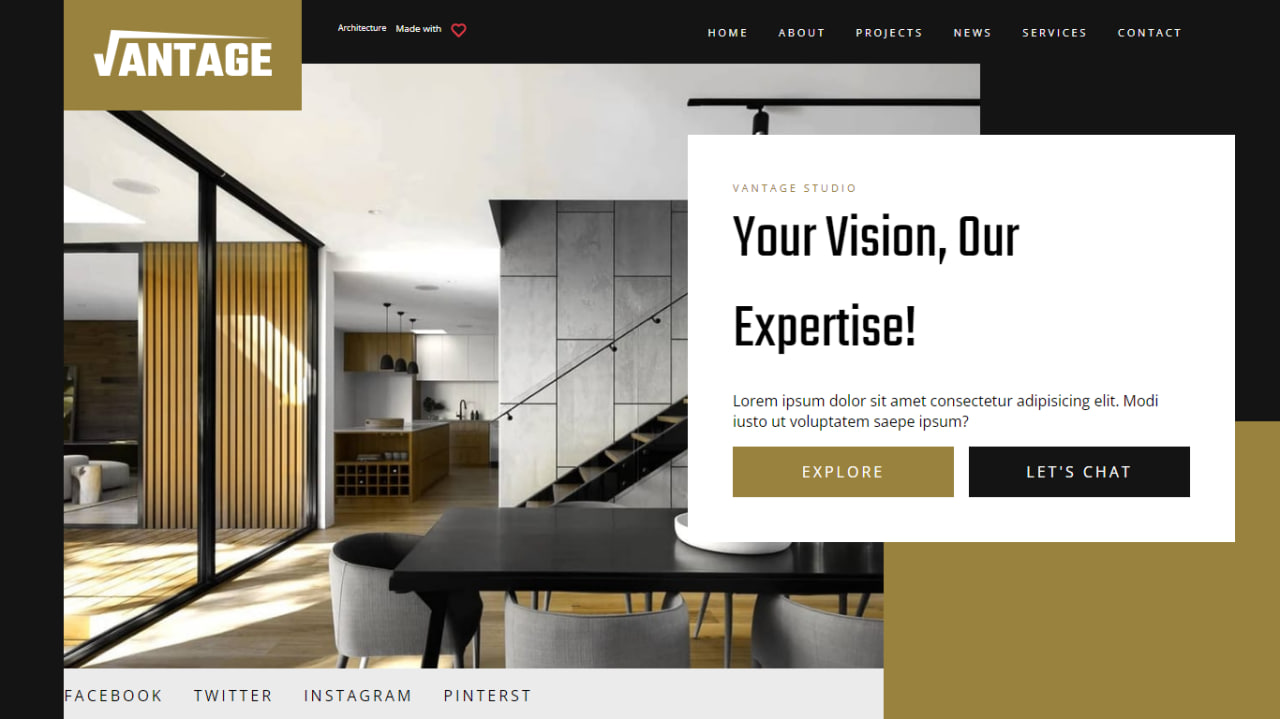 VANTAGE
Architecture Made with
HOME ABOUT PROJECTS NEWS SERVICES CONTACT
VANTAGE STUDIO
Your Vision, Our
Expertise!
Lorem ipsum dolor sit amet consectetur adipisicing elit. Modi
iusto ut voluptatem saepe ipsum?
EXPLORE LET'S CHAT
FACEBOOK TWITTER INSTAGRAM PINTERST